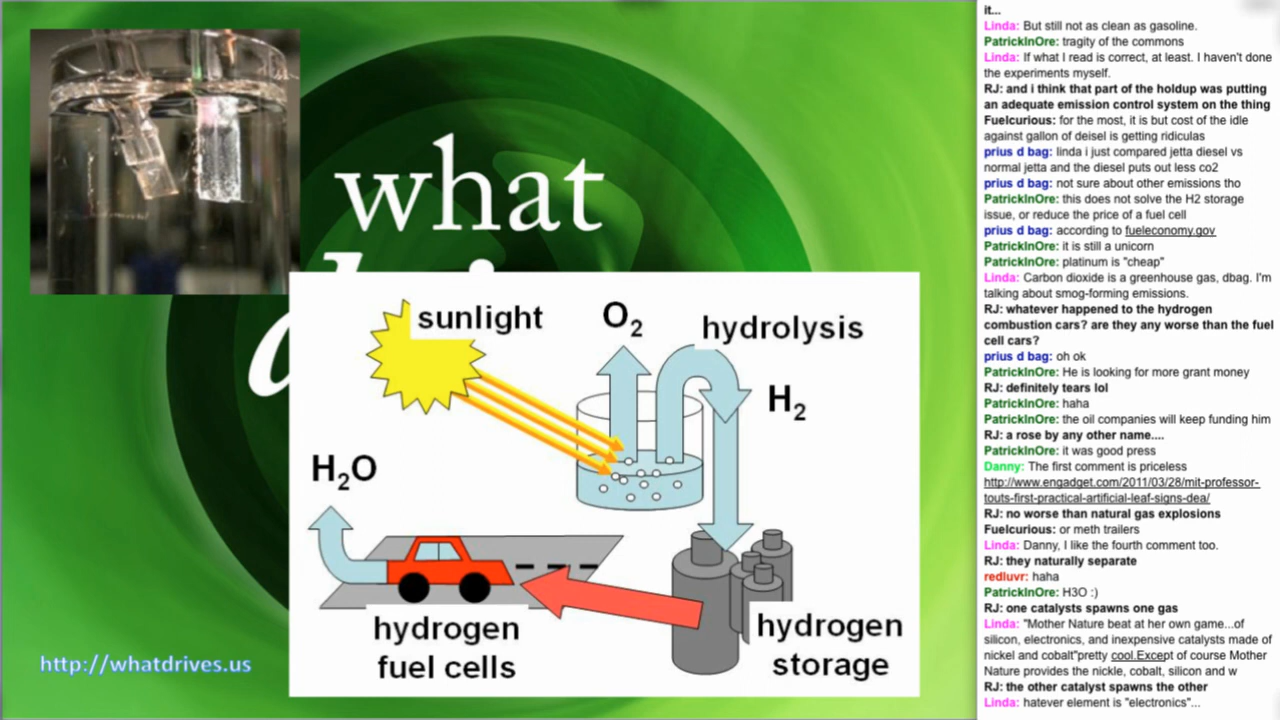 what
sunlight
O2
hydrolysis
H2
H2O
hydrogen
fuel cells
hydrogen
storage
http://whatdrives.us
it...
Linda: But still not as clean as gasoline.
PatrickInOre: tragity of the commons
Linda: If what I read is correct, at least. I haven't done
the experiments myself.
RJ: and i think that part of the holdup was putting
an adequate emission control system on the thing
Fuelcurious: for the most, it is but cost of the idle
against gallon of deisel is getting ridiculas
prius d bag: linda i just compared jetta diesel vs
normal jetta and the diesel puts out less co2
prius d bag: not sure about other emissions tho
PatrickInOre: this does not solve the H2 storage
issue, or reduce the price of a fuel cell
prius d bag: according to fueleconomy.gov
PatrickInOre: it is still a unicorn
PatrickInOre: platinum is "cheap"
Linda: Carbon dioxide is a greenhouse gas, dbag. I'm
talking about smog-forming emissions.
RJ: whatever happened to the hydrogen
combustion cars? are they any worse than the fuel
cell cars?
prius d bag: oh ok
PatrickInOre: He is looking for more grant money
RJ: definitely tears lol
PatrickInOre: haha
PatrickInOre: the oil companies will keep funding him
RJ: a rose by any other name....
PatrickInOre: it was good press
Danny: The first comment is priceless
http://www.engadget.com/2011/03/28/mit-professor-
touts-first-practical-artificial-leaf-signs-dea/
RJ: no worse than natural gas explosions
Fuelcurious: or meth trailers
Linda: Danny, I like the fourth comment too.
RJ: they naturally separate
redluvr: haha
PatrickInOre: H3O :)
RJ: one catalysts spawns one gas
Linda: "Mother Nature beat at her own game...of
silicon, electronics, and inexpensive catalysts made of
nickel and cobalt"pretty cool.Except of course Mother
Nature provides the nickle, cobalt, silicon and w
RJ: the other catalyst spawns the other
Linda: hatever element is "electronics"...